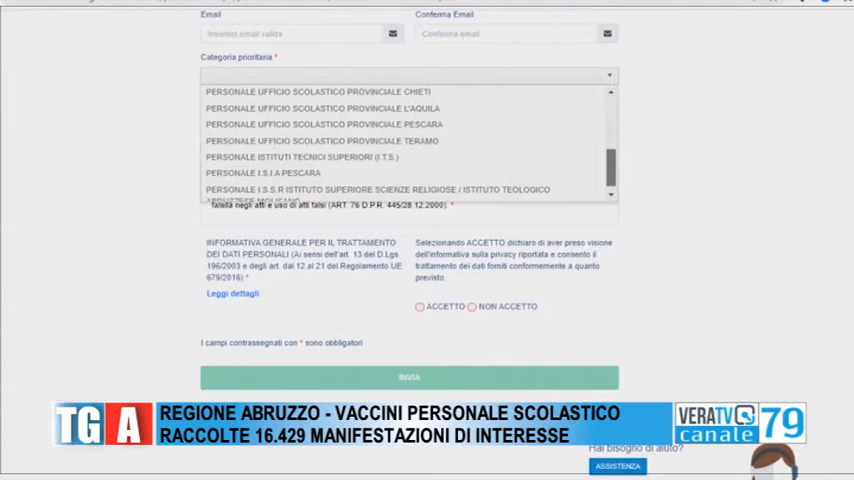 Email
Conferma Email
Inserisci email valida
Conferma email
Categoria prioritaria *
PERSONALE UFFICIO SCOLASTICO PROVINCIALE CHIETI
PERSONALE UFFICIO SCOLASTICO PROVINCIALE L'AQUILA
PERSONALE UFFICIO SCOLASTICO PROVINCIALE PESCARA
PERSONALE UFFICIO SCOLASTICO PROVINCIALE TERAMO
PERSONALE ISTITUTI TECNICI SUPERIORI (I.T.S.)
PERSONALE I.S.I A PESCARA
PERSONALE I.S.S.R ISTITUTO SUPERIORE SCIENZE RELIGIOSE / ISTITUTO TEOLOGICO
ABRUZZESE MOLISANO
falsità negli atti e uso di atti falsi (ART. 76 D.P.R. 445/28.12.2000). *
INFORMATIVA GENERALE PER IL TRATTAMENTO
DEI DATI PERSONALI (Ai sensi dell'art. 13 del D.Lgs.
196/2003 e degli art. dal 12 al 21 del Regolamento UE
679/2016) *
Leggi dettagli
Selezionando ACCETTO dichiaro di aver preso visione
dell'informativa sulla privacy riportata e consento il
trattamento dei dati forniti conformemente a quanto
previsto.
ACCETTO NON ACCETTO
I campi contrassegnati con * sono obbligatori
INVIA
TGA
REGIONE ABRUZZO - VACCINI PERSONALE SCOLASTICO
RACCOLTE 16.429 MANIFESTAZIONI DI INTERESSE
VERATV
canale 79
Hai bisogno di aiuto?
ASSISTENZA